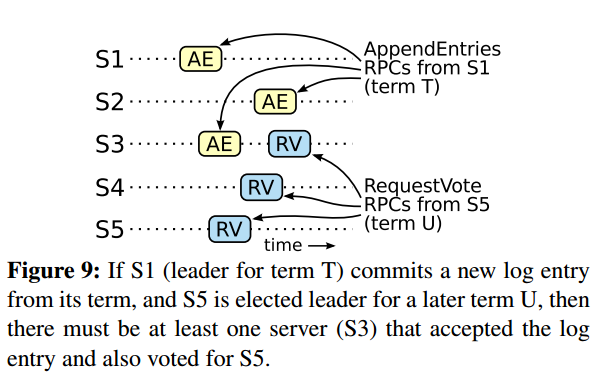 S1 AE
S2 AE
S3 AE RV
S4 RV
S5 RV
AppendEntries
RPCs from S1
(term T)
RequestVote
RPCs from S5
(term U)
time
Figure 9: If S1 (leader for term T) commits a new log entry
from its term, and S5 is elected leader for a later term U, then
there must be at least one server (S3) that accepted the log
entry and also voted for S5.